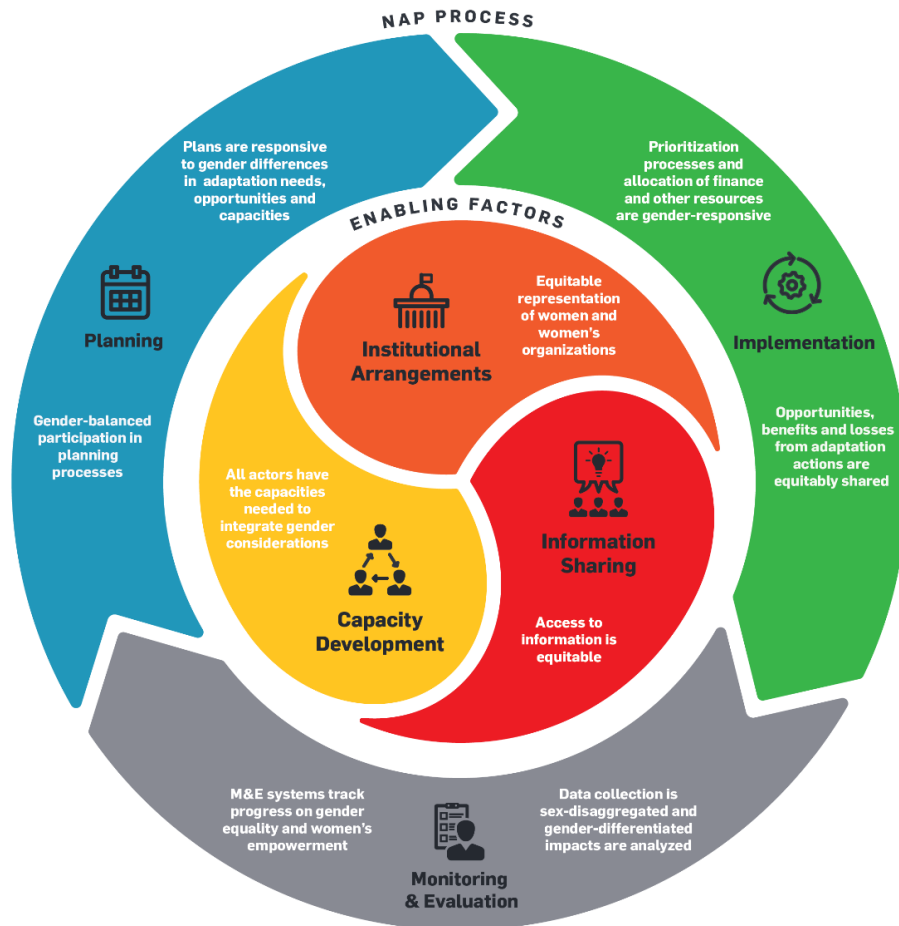 NAP PROCESS
Plans are responsive
to gender differences
in adaptation needs,
opportunities and
capacities
Planning
Gender-balanced
participation in
planning
processes
Prioritization
processes and
allocation of finance
and other resources
are gender-responsive
Implementation
Opportunities,
benefits and losses
from adaptation
actions are
equitably shared
ENABLING FACTORS
Institutional
Arrangements
Equitable
representation
of women and
women's
organizations
All actors have
the capacities
needed to
integrate gender
considerations
Capacity
Development
Information
Sharing
Access to
information is
equitable
M&E systems track
progress on gender
equality and women's
empowerment
Monitoring
& Evaluation
Data collection is
sex-disaggregated and
gender-differentiated
impacts are analyzed